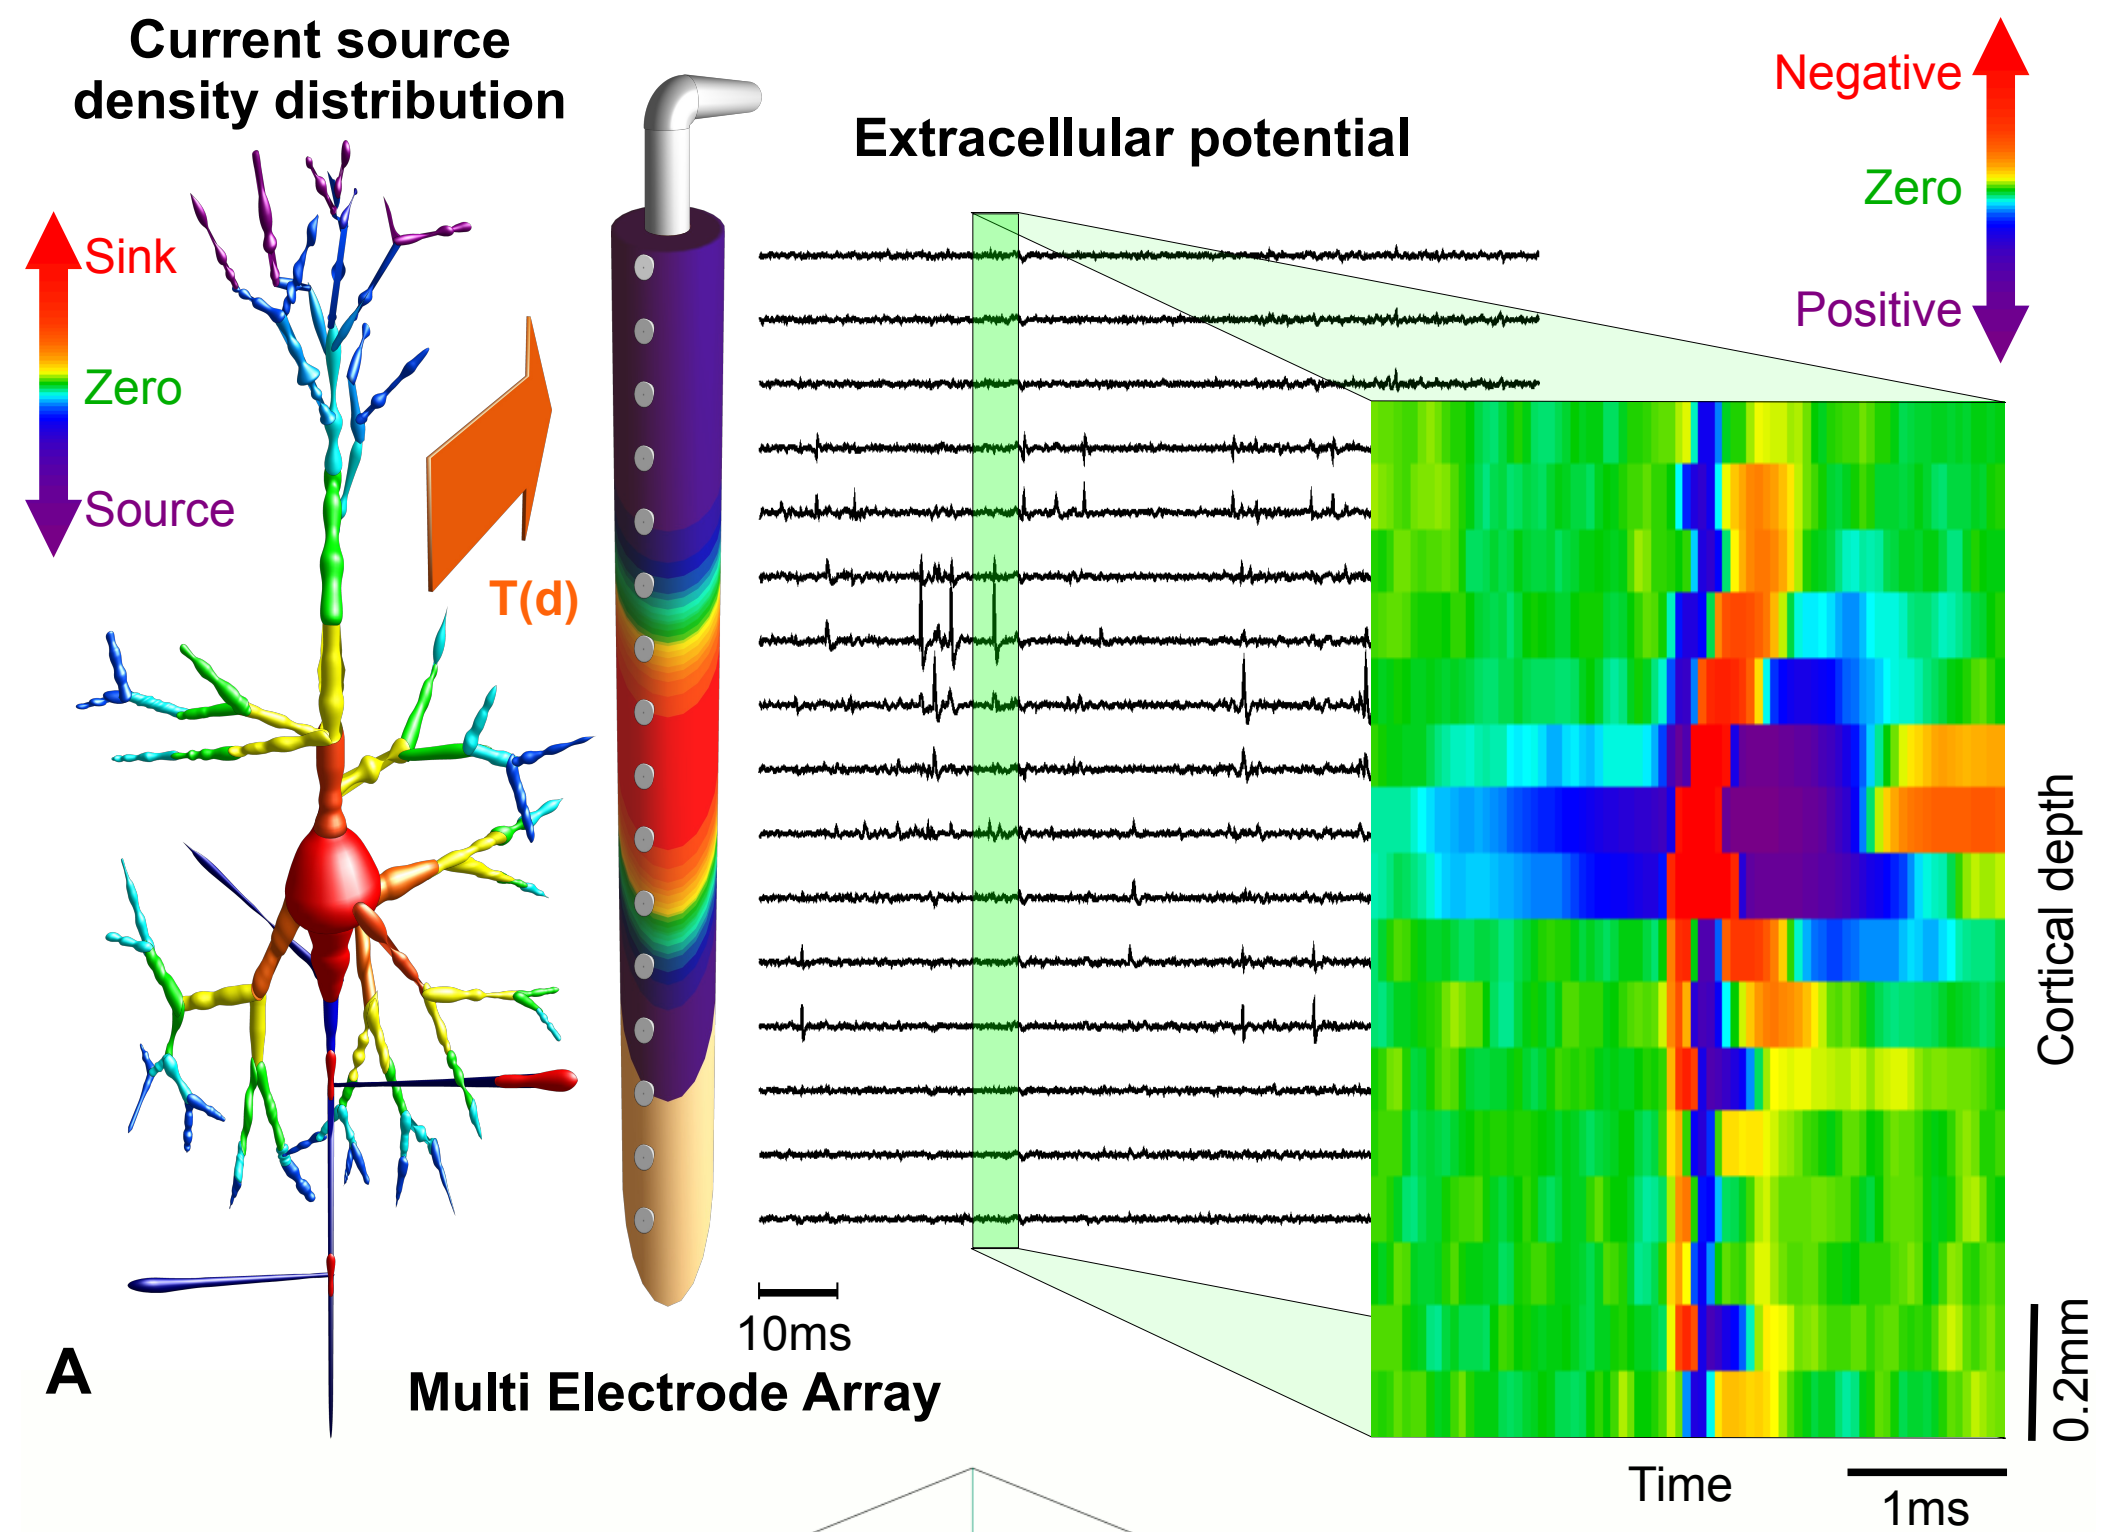 Current source
density distribution
Sink
Zero
Source
T(d)
Extracellular potential
Negative
Zero
Positive
Cortical depth
0.2mm
10ms
A
Multi Electrode Array
Time
1ms